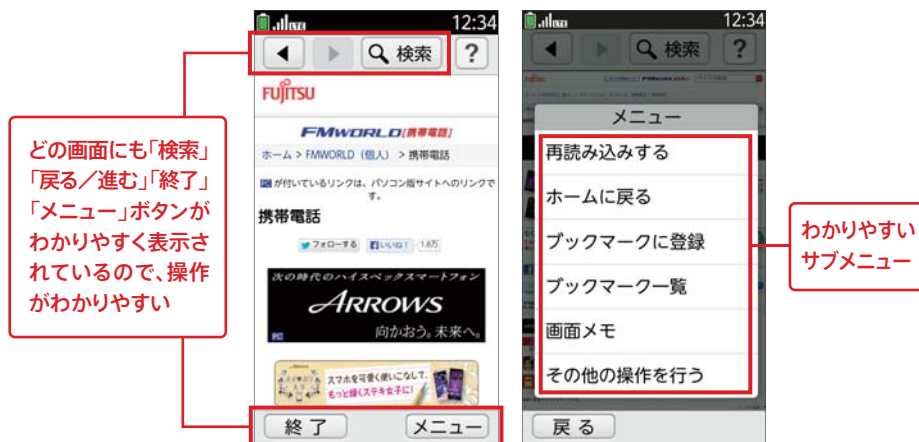 どの画面にも「検索」
「戻る／進む」「終了」
「メニュー」ボタンが
わかりやすく表示さ
れているので、操作
がわかりやすい
LTE 12:34
検索 ?
FUJITSU
FMWORLD[携帯電話]
ホーム > FMWORLD（個人） > 携帯電話
PC が付いているリンクは、パソコン版サイトへのリンクで
す。
携帯電話
フォローする いいね！ 1.8万
次の時代のハイスペックスマートフォン
ARROWS
向かおう。未来へ。
PC
スマホを可愛く使いこなして、
もっと輝くステキ女子に!
終了 メニュー
LTE 12:34
検索 ?
メニュー
再読み込みする
ホームに戻る
ブックマークに登録
ブックマーク一覧
画面メモ
その他の操作を行う
戻る
わかりやすい
サブメニュー